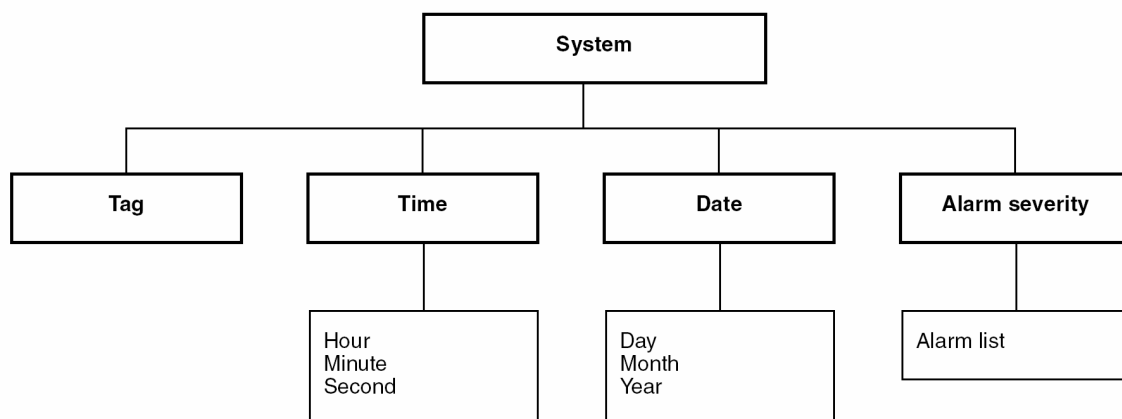 System
Tag
Time
Date
Alarm severity
Hour
Minute
Second
Day
Month
Year
Alarm list